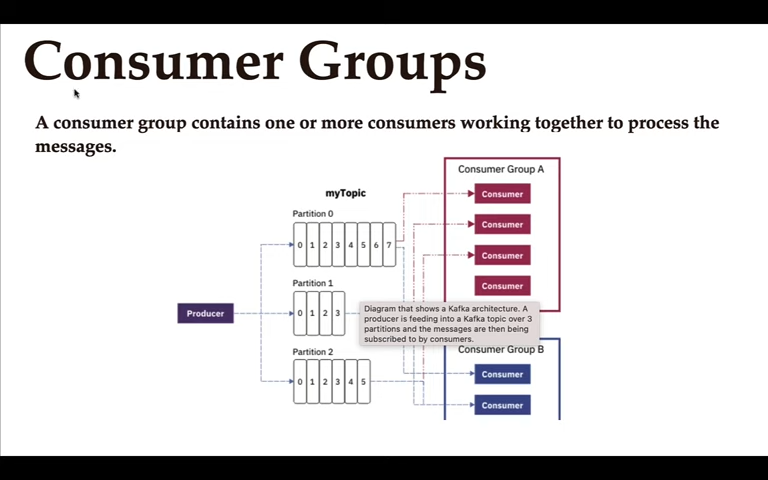 Consumer Groups
A consumer group contains one or more consumers working together to process the
messages.
myTopic
Partition 0
0 1 2 3 4 5 6 7
Partition 1
0 1 2 3
Partition 2
0 1 2 3 4 5
Producer
Consumer Group A
Consumer
Consumer
Consumer
Consumer
Diagram that shows a Kafka architecture. A
producer is feeding into a Kafka topic over 3
partitions and the messages are then being
subscribed to by consumers.
Consumer Group B
Consumer
Consumer